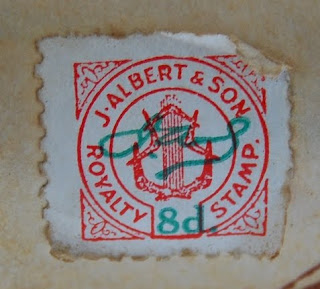 J. ALBERT & SON
ROYALTY STAMP.
8d.